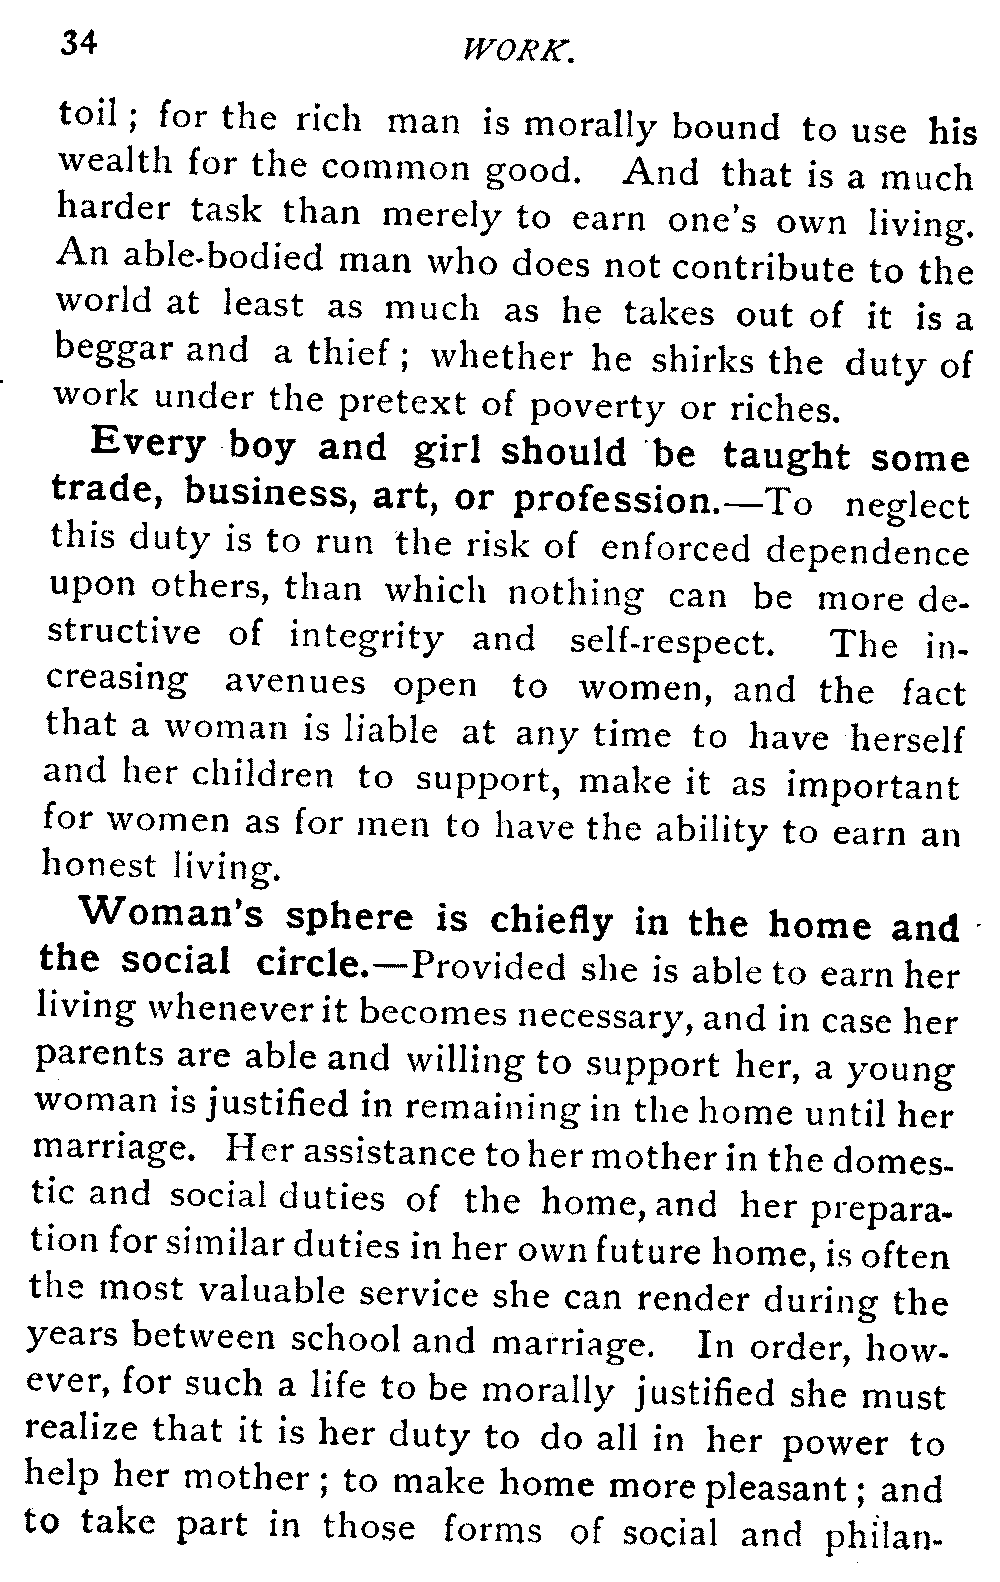 34
WORK.
toil ; for the rich man is morally bound to use his
wealth for the common good. And that is a much
harder task than merely to earn one's own living.
An able-bodied man who does not contribute to the
world at least as much as he takes out of it is a
beggar and a thief ; whether he shirks the duty of
work under the pretext of poverty or riches.
Every boy and girl should be taught some
trade, business, art, or profession.—To neglect
this duty is to run the risk of enforced dependence
upon others, than which nothing can be more de-
structive of integrity and self-respect. The in-
creasing avenues open to women, and the fact
that a woman is liable at any time to have herself
and her children to support, make it as important
for women as for men to have the ability to earn an
honest living.
Woman's sphere is chiefly in the home and
the social circle.—Provided she is able to earn her
living whenever it becomes necessary, and in case her
parents are able and willing to support her, a young
woman is justified in remaining in the home until her
marriage. Her assistance to her mother in the domes-
tic and social duties of the home, and her prepara-
tion for similar duties in her own future home, is often
the most valuable service she can render during the
years between school and marriage. In order, how-
ever, for such a life to be morally justified she must
realize that it is her duty to do all in her power to
help her mother ; to make home more pleasant ; and
to take part in those forms of social and philan-